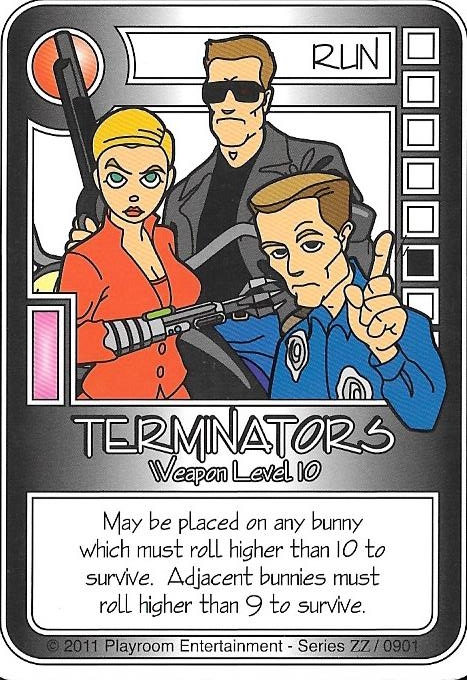 RUN
TERMINATORS
Weapon Level 10
May be placed on any bunny
which must roll higher than 10 to
survive. Adjacent bunnies must
roll higher than 9 to survive.
© 2011 Playroom Entertainment - Series ZZ / 0901